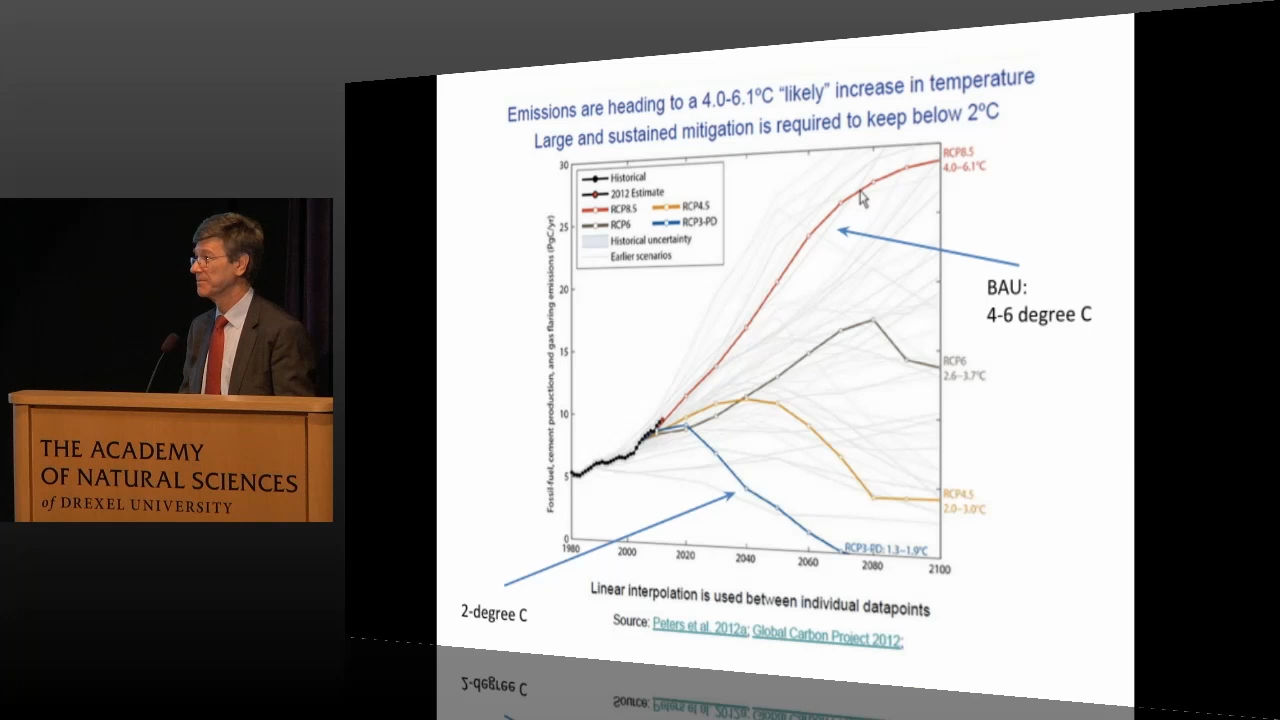 THE ACADEMY
OF NATURAL SCIENCES
of DREXEL UNIVERSITY
Emissions are heading to a 4.0-6.1ºC “likely” increase in temperature
Large and sustained mitigation is required to keep below 2ºC
Fossil-fuel, cement production, and gas flaring emissions (PgC/yr)
30
25
20
15
10
5
0
Historical
2012 Estimate
RCP8.5 RCP4.5
RCP6 RCP3-PD
Historical uncertainty
Earlier scenarios
RCP8.5
4.0–6.1°C
BAU:
4-6 degree C
RCP6
2.6–3.7°C
RCP4.5
2.0–3.0°C
RCP3-PD: 1.3–1.9°C
1980 2000 2020 2040 2060 2080 2100
2-degree C
Linear interpolation is used between individual datapoints
Source: Peters et al. 2012a; Global Carbon Project 2012;